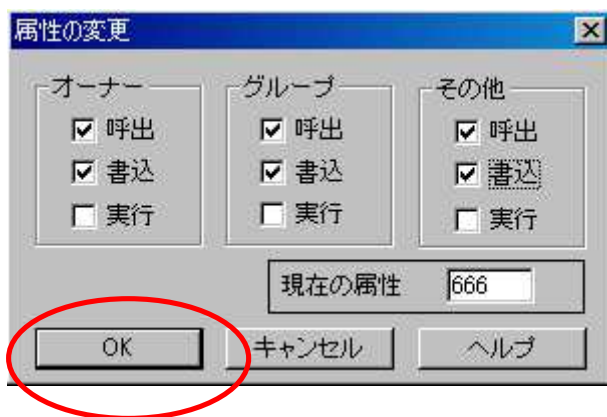 属性の変更
オーナー グループ その他
呼出 呼出 呼出
書込 書込 書込
実行 実行 実行
現在の属性 666
OK キャンセル ヘルプ